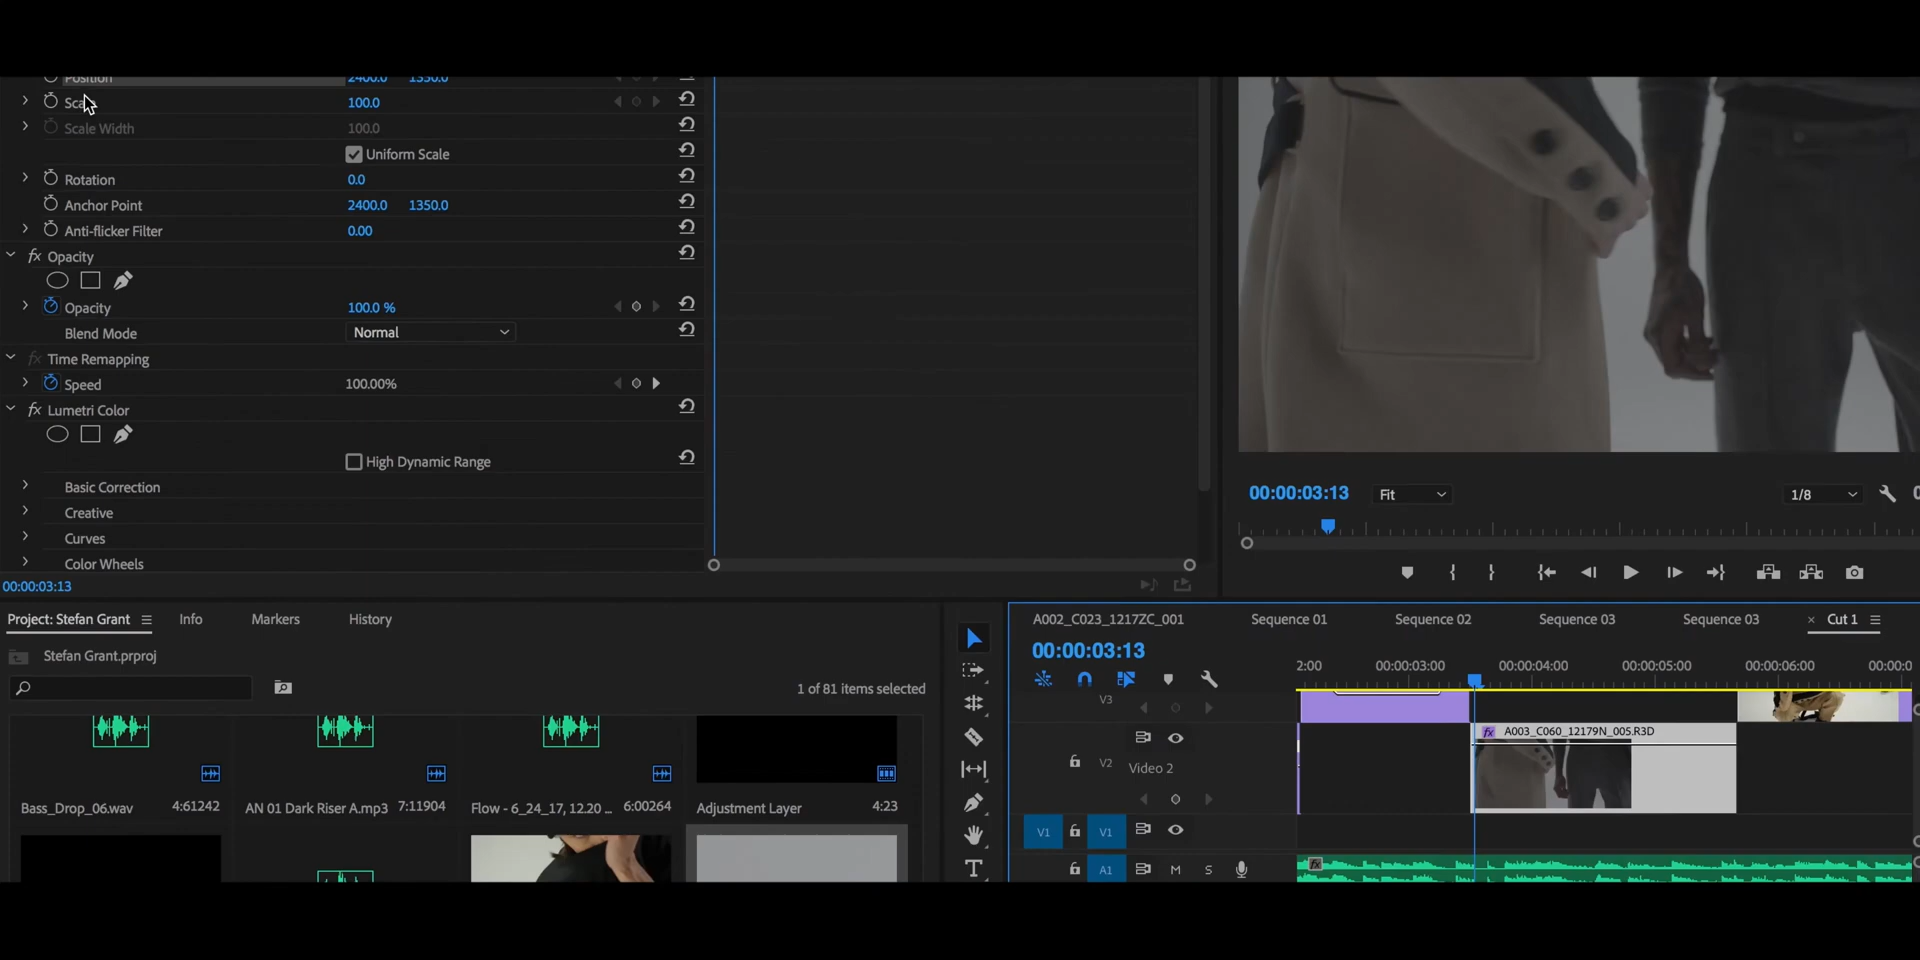 Position 2400.0 1350.0
Scale 100.0
Scale Width 100.0
Uniform Scale
Rotation 0.0
Anchor Point 2400.0 1350.0
Anti-flicker Filter 0.00
fx Opacity
Opacity 100.0 %
Blend Mode Normal
fx Time Remapping
Speed 100.00%
fx Lumetri Color
High Dynamic Range
Basic Correction
Creative
Curves
Color Wheels
00:00:03:13
00:00:03:13 Fit 1/8
Project: Stefan Grant Info Markers History
Stefan Grant.prproj
1 of 81 items selected
Bass_Drop_06.wav 4:61242
AN 01 Dark Riser A.mp3 7:11904
Flow - 6_24_17, 12.20 ... 6:00264
Adjustment Layer 4:23
A002_C023_1217ZC_001 Sequence 01 Sequence 02 Sequence 03 Sequence 03 × Cut 1
00:00:03:13
2:00 00:00:03:00 00:00:04:00 00:00:05:00 00:00:06:00 00:00:0
V3
fx A003_C060_12179N_005.R3D
V2 Video 2
V1 V1
A1 M S fx
T